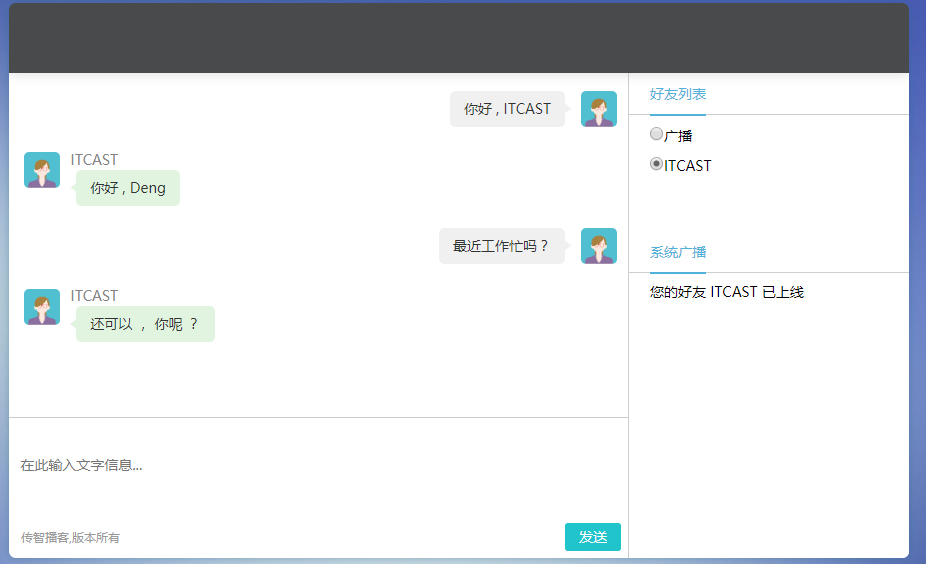 你好 , ITCAST
ITCAST
你好 , Deng
最近工作忙吗？
ITCAST
还可以 ， 你呢 ？
在此输入文字信息...
传智播客,版本所有
发送
好友列表
广播
ITCAST
系统广播
您的好友 ITCAST 已上线